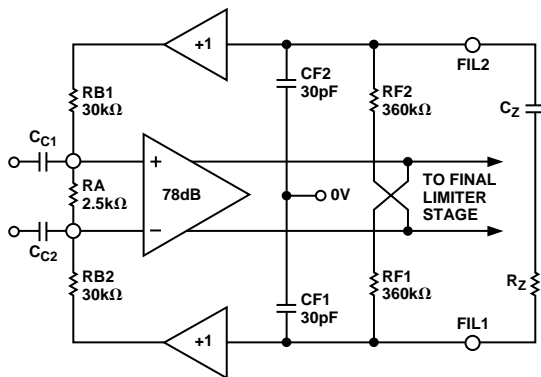 +1
FIL2
RB1
30kΩ
CF2
30pF
RF2
360kΩ
CZ
CC1
+
RA
2.5kΩ
78dB
0V
TO FINAL
LIMITER
STAGE
CC2
−
RB2
30kΩ
CF1
30pF
RF1
360kΩ
RZ
+1
FIL1